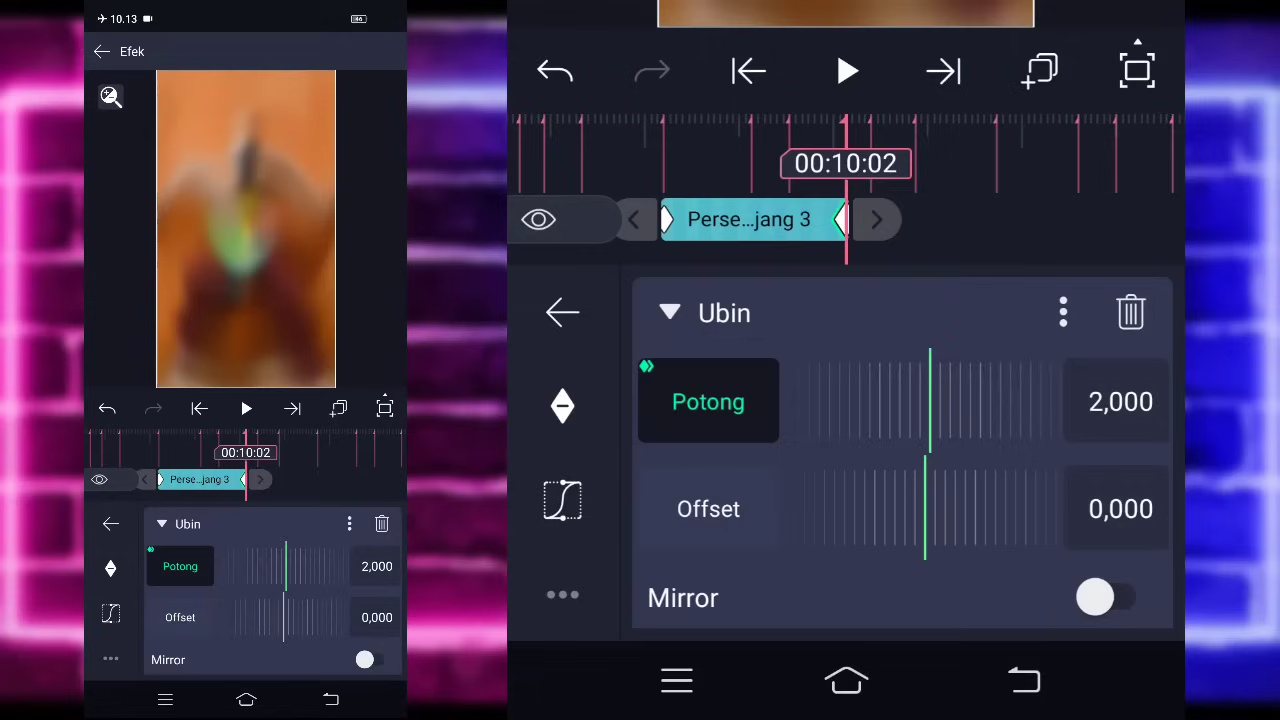 10.13
Efek
00:10:02
Perse...jang 3
Ubin
Potong
2,000
Offset
0,000
Mirror
00:10:02
Perse...jang 3
Ubin
Potong
2,000
Offset
0,000
Mirror